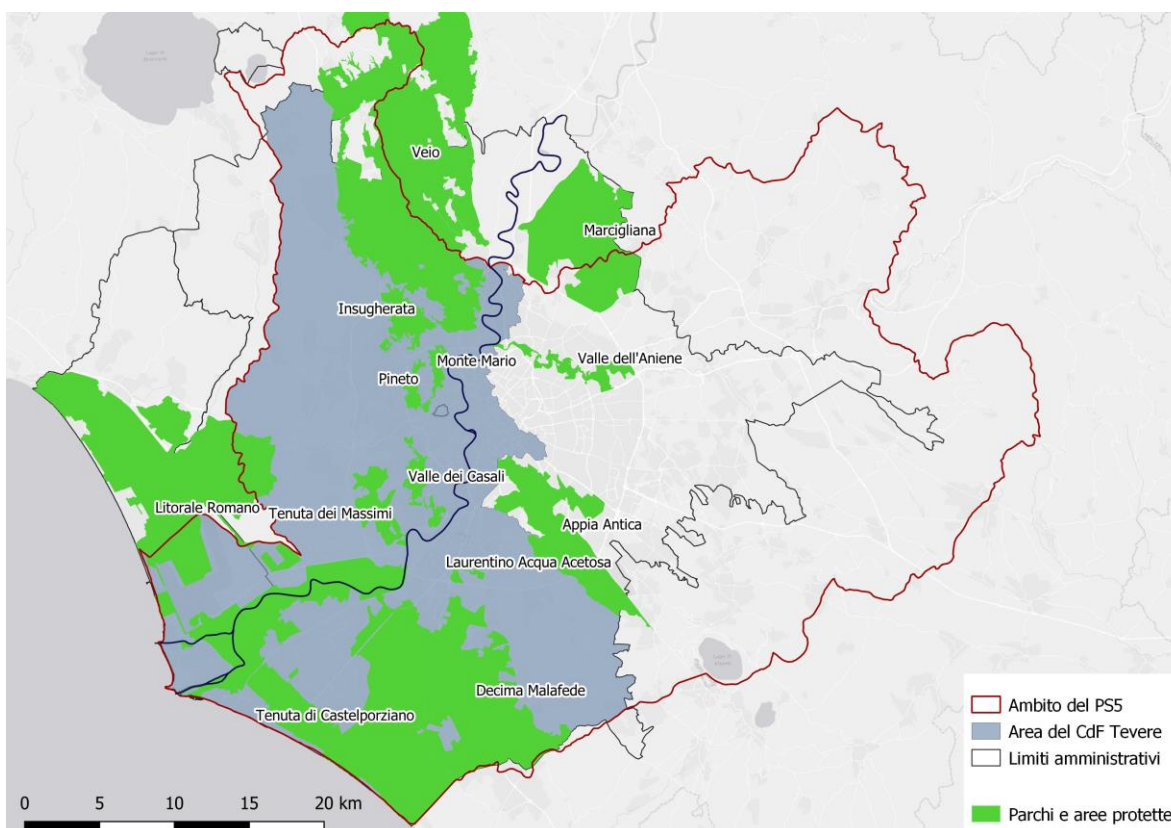 Veio
Marcigliana
Insugherata
Monte Mario
Valle dell'Aniene
Pineto
Valle dei Casali
Litorale Romano
Tenuta dei Massimi
Appia Antica
Laurentino Acqua Acetosa
Decima Malafede
Tenuta di Castelporziano
Ambito del PS5
Area del CdF Tevere
Limiti amministrativi
Parchi e aree protette
0 5 10 15 20 km